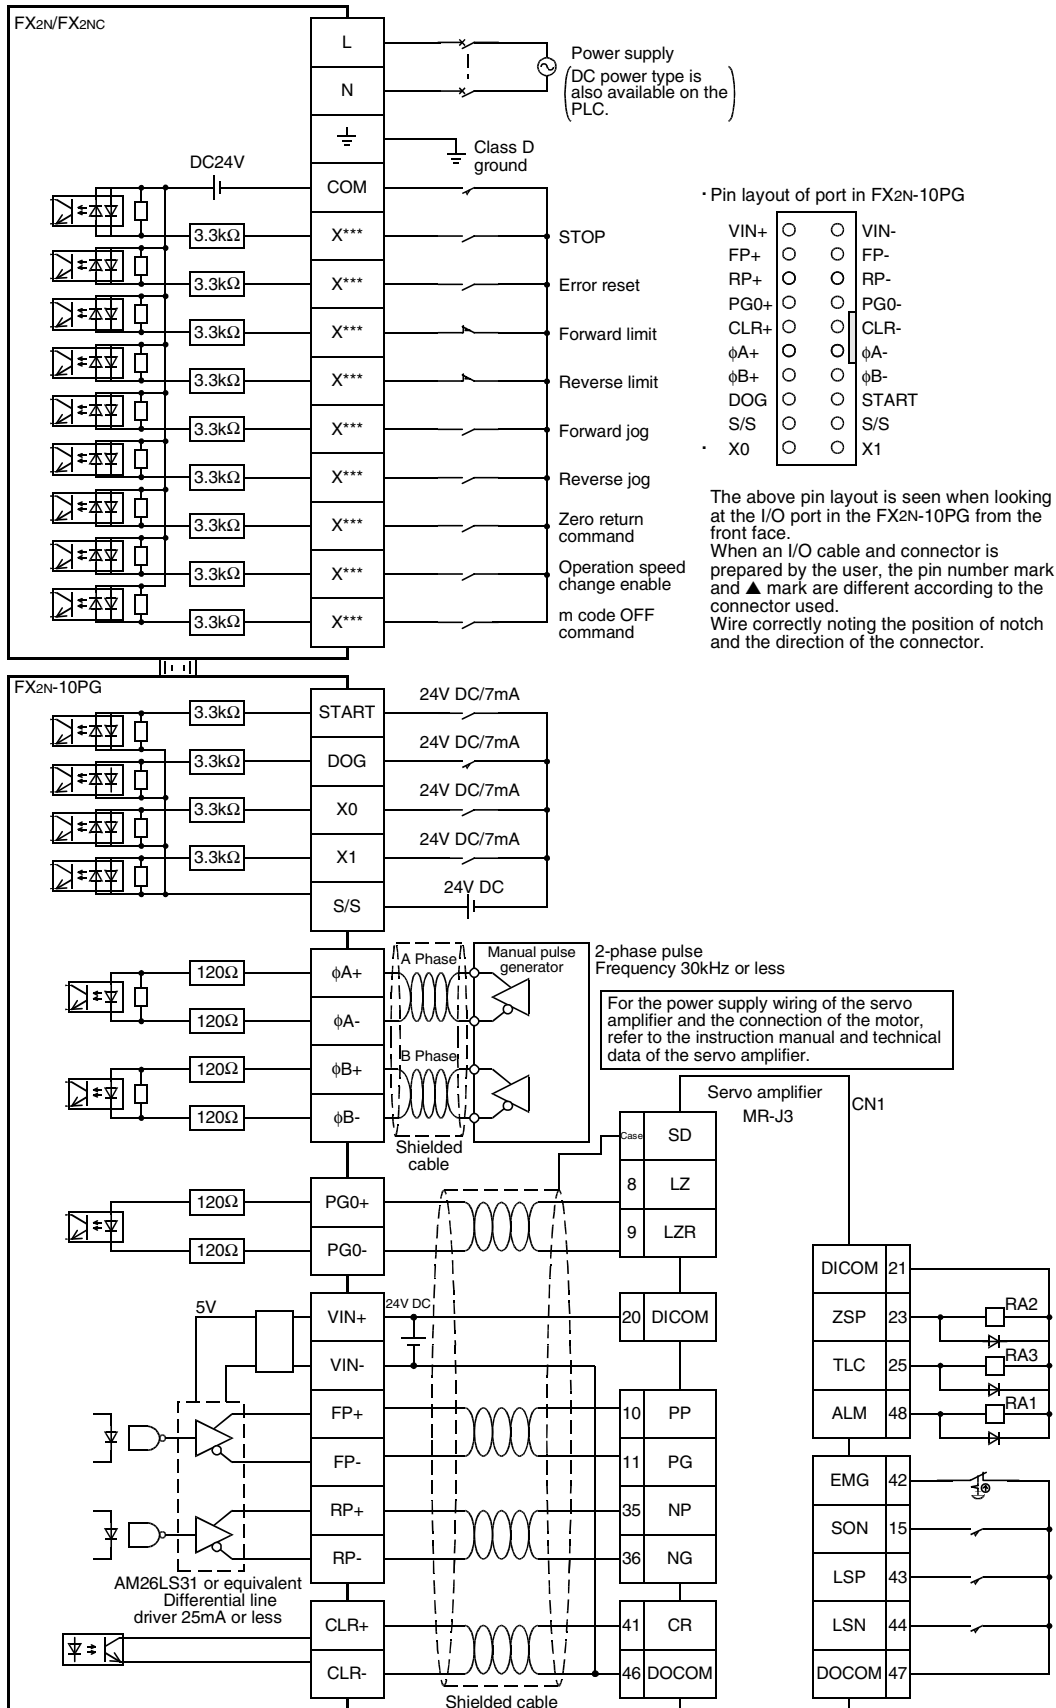 FX2N/FX2NC
L
N
Power supply
DC power type is
also available on the
PLC.
Class D
ground
DC24V
COM
3.3kΩ X*** STOP
3.3kΩ X*** Error reset
3.3kΩ X*** Forward limit
3.3kΩ X*** Reverse limit
3.3kΩ X*** Forward jog
3.3kΩ X*** Reverse jog
3.3kΩ X*** Zero return
command
3.3kΩ X*** Operation speed
change enable
3.3kΩ X*** m code OFF
command
· Pin layout of port in FX2N-10PG
VIN+ VIN-
FP+ FP-
RP+ RP-
PG0+ PG0-
CLR+ CLR-
ϕA+ ϕA-
ϕB+ ϕB-
DOG START
S/S S/S
· X0 X1
The above pin layout is seen when looking
at the I/O port in the FX2N-10PG from the
front face.
When an I/O cable and connector is
prepared by the user, the pin number mark
and ▲ mark are different according to the
connector used.
Wire correctly noting the position of notch
and the direction of the connector.
FX2N-10PG
3.3kΩ START 24V DC/7mA
3.3kΩ DOG 24V DC/7mA
3.3kΩ X0 24V DC/7mA
3.3kΩ X1 24V DC/7mA
S/S 24V DC
120Ω ϕA+ A Phase
120Ω ϕA-
120Ω ϕB+ B Phase
120Ω ϕB-
Manual pulse
generator
2-phase pulse
Frequency 30kHz or less
Shielded
cable
For the power supply wiring of the servo
amplifier and the connection of the motor,
refer to the instruction manual and technical
data of the servo amplifier.
Servo amplifier
MR-J3
CN1
Case SD
120Ω PG0+ 8 LZ
120Ω PG0- 9 LZR
5V VIN+ 24V DC 20 DICOM
VIN-
FP+ 10 PP
FP- 11 PG
RP+ 35 NP
RP- 36 NG
AM26LS31 or equivalent
Differential line
driver 25mA or less
CLR+ 41 CR
CLR- 46 DOCOM
Shielded cable
DICOM 21
ZSP 23 RA2
TLC 25 RA3
ALM 48 RA1
EMG 42
SON 15
LSP 43
LSN 44
DOCOM 47